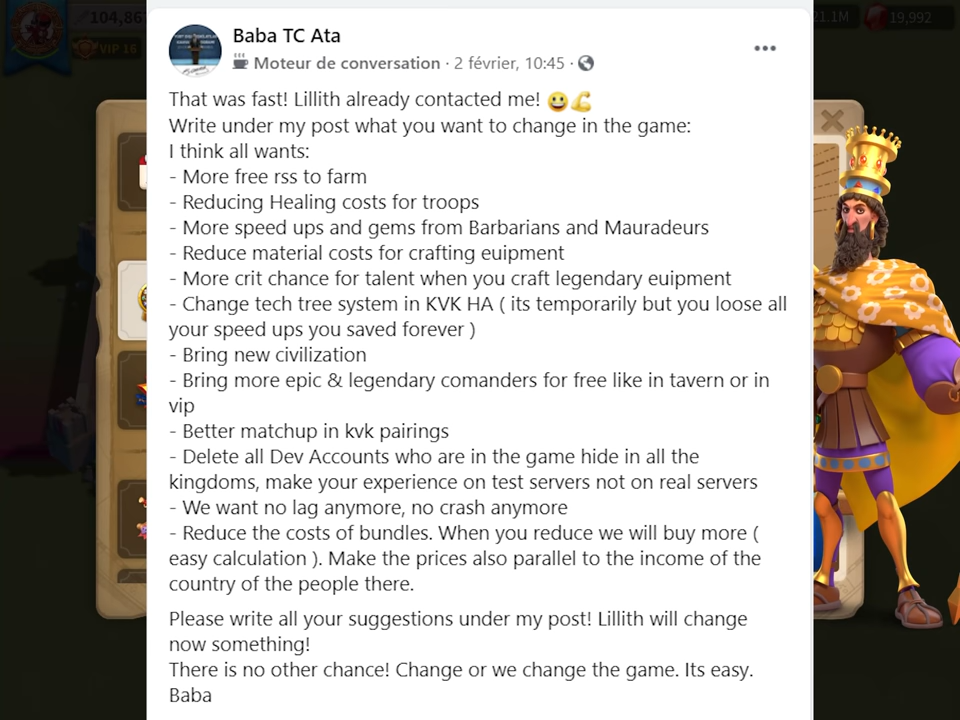 104,86
VIP 16
21.1M
19,992
Baba TC Ata
Moteur de conversation · 2 février, 10:45 ·
That was fast! Lillith already contacted me! 😀💪
Write under my post what you want to change in the game:
I think all wants:
- More free rss to farm
- Reducing Healing costs for troops
- More speed ups and gems from Barbarians and Mauradeurs
- Reduce material costs for crafting euipment
- More crit chance for talent when you craft legendary euipment
- Change tech tree system in KVK HA ( its temporarily but you loose all
your speed ups you saved forever )
- Bring new civilization
- Bring more epic & legendary comanders for free like in tavern or in
vip
- Better matchup in kvk pairings
- Delete all Dev Accounts who are in the game hide in all the
kingdoms, make your experience on test servers not on real servers
- We want no lag anymore, no crash anymore
- Reduce the costs of bundles. When you reduce we will buy more (
easy calculation ). Make the prices also parallel to the income of the
country of the people there.
Please write all your suggestions under my post! Lillith will change
now something!
There is no other chance! Change or we change the game. Its easy.
Baba